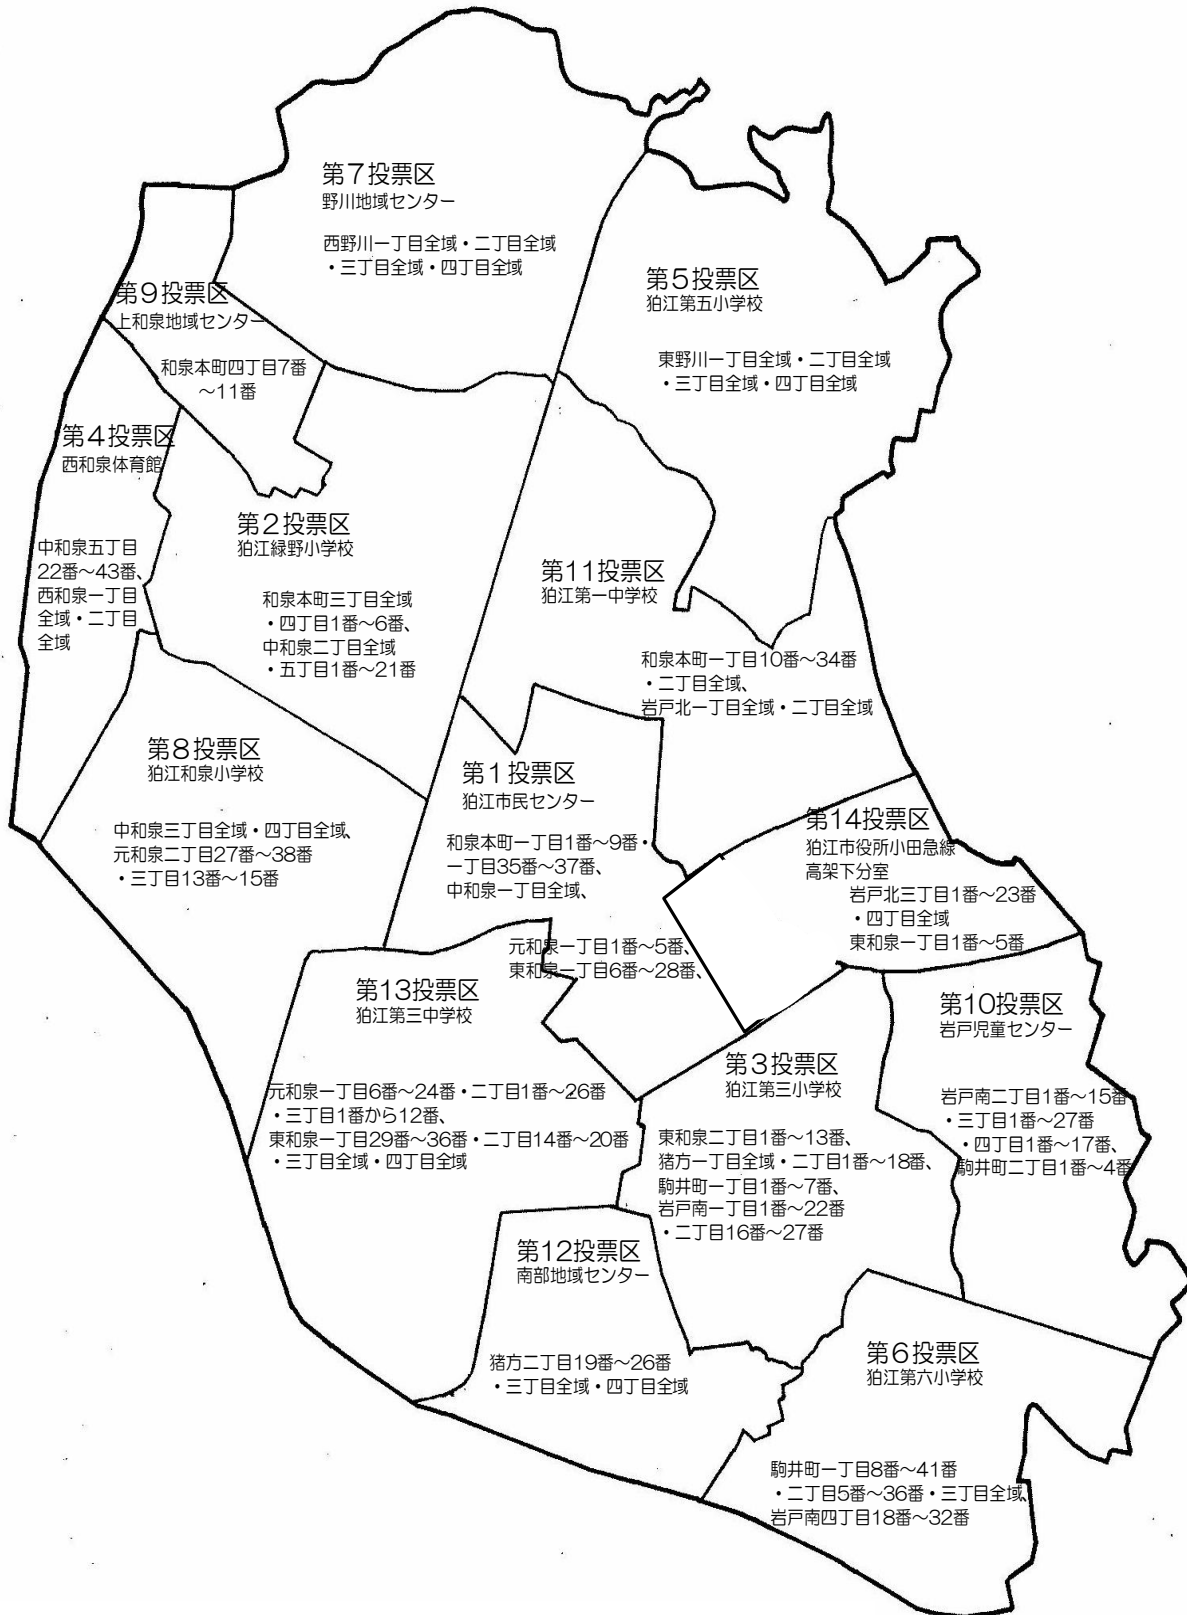 第7投票区
野川地域センター
西野川一丁目全域・二丁目全域
・三丁目全域・四丁目全域
第5投票区
狛江第五小学校
東野川一丁目全域・二丁目全域
・三丁目全域・四丁目全域
第9投票区
上和泉地域センター
和泉本町四丁目7番
～11番
第4投票区
西和泉体育館
中和泉五丁目
22番～43番、
西和泉一丁目
全域・二丁目
全域
第2投票区
狛江緑野小学校
和泉本町三丁目全域
・四丁目1番～6番、
中和泉二丁目全域
・五丁目1番～21番
第11投票区
狛江第一中学校
和泉本町一丁目10番～34番
・二丁目全域、
岩戸北一丁目全域・二丁目全域
第8投票区
狛江和泉小学校
中和泉三丁目全域・四丁目全域、
元和泉二丁目27番～38番
・三丁目13番～15番
第1投票区
狛江市民センター
和泉本町一丁目1番～9番・
一丁目35番～37番、
中和泉一丁目全域、
元和泉一丁目1番～5番、
東和泉一丁目6番～28番、
第14投票区
狛江市役所小田急線
高架下分室
岩戸北三丁目1番～23番
・四丁目全域
東和泉一丁目1番～5番
第13投票区
狛江第三中学校
元和泉一丁目6番～24番・二丁目1番～26番
・三丁目1番から12番、
東和泉一丁目29番～36番・二丁目14番～20番
・三丁目全域・四丁目全域
第10投票区
岩戸児童センター
岩戸南二丁目1番～15番
・三丁目1番～27番
・四丁目1番～17番、
駒井町二丁目1番～4番
第3投票区
狛江第三小学校
東和泉二丁目1番～13番、
猪方一丁目全域・二丁目1番～18番、
駒井町一丁目1番～7番、
岩戸南一丁目1番～22番
・二丁目16番～27番
第12投票区
南部地域センター
猪方二丁目19番～26番
・三丁目全域・四丁目全域
第6投票区
狛江第六小学校
駒井町一丁目8番～41番
・二丁目5番～36番・三丁目全域、
岩戸南四丁目18番～32番